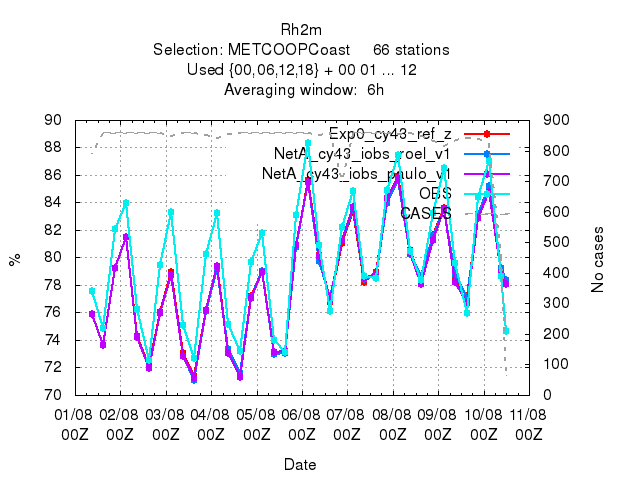 Rh2m
Selection: METCOOPCoast 66 stations
Used {00,06,12,18} + 00 01 ... 12
Averaging window: 6h
90 900
88 800
86 700
84 600
82 500
80 400
78 300
76 200
74 100
72 0
70
Exp0_cy43_ref_z
NetA_cy43_iobs_roel_v1
NetA_cy43_iobs_paulo_v1
OBS
CASES
%
No cases
01/08 02/08 03/08 04/08 05/08 06/08 07/08 08/08 09/08 10/08 11/08
00Z 00Z 00Z 00Z 00Z 00Z 00Z 00Z 00Z 00Z 00Z
Date